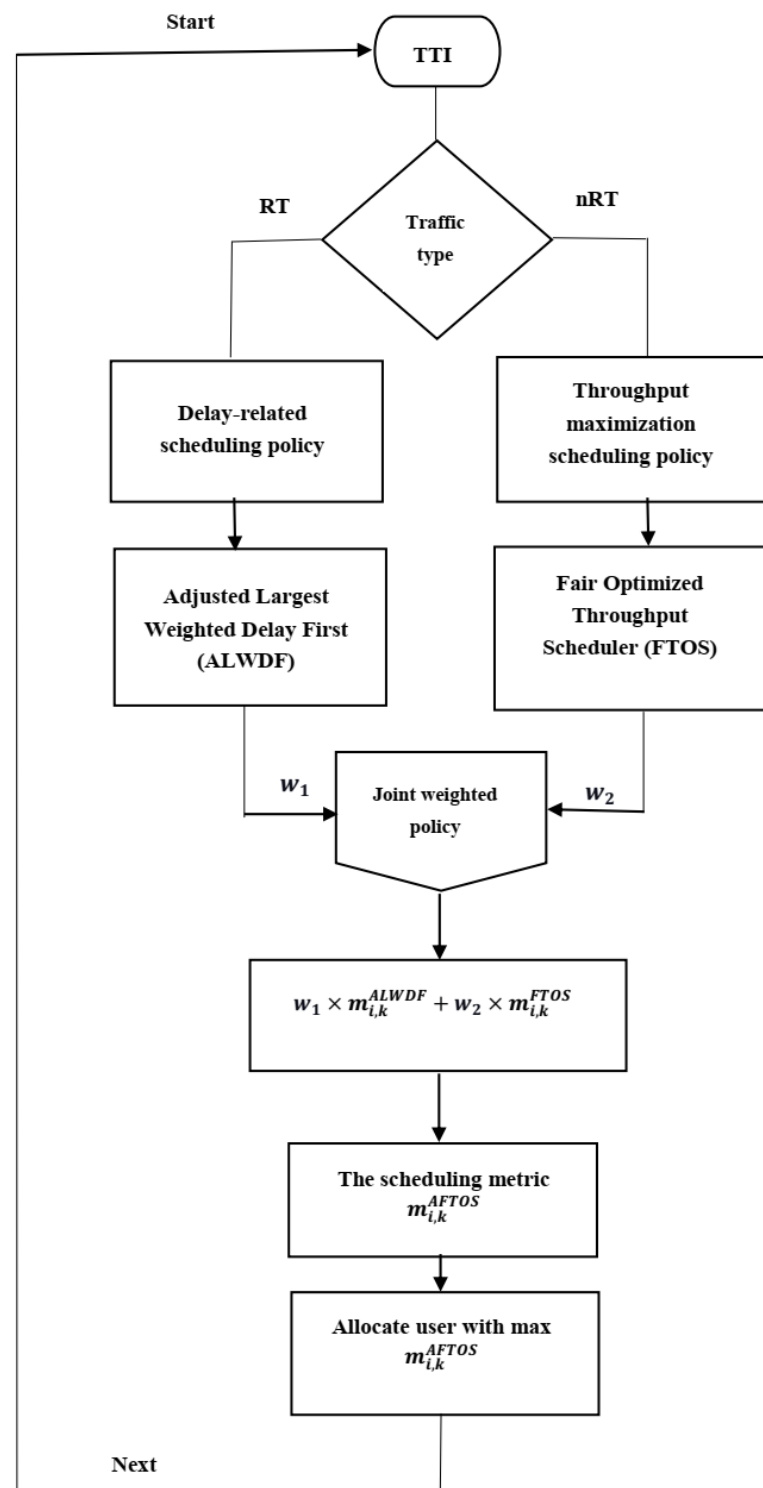 Start
TTI
RT
nRT
Traffic
type
Delay-related
scheduling policy
Throughput
maximization
scheduling policy
Adjusted Largest
Weighted Delay First
(ALWDF)
Fair Optimized
Throughput
Scheduler (FTOS)
w₁
Joint weighted
policy
w₂
w₁ × m_{i,k}^{ALWDF} + w₂ × m_{i,k}^{FTOS}
The scheduling metric
m_{i,k}^{AFTOS}
Allocate user with max
m_{i,k}^{AFTOS}
Next